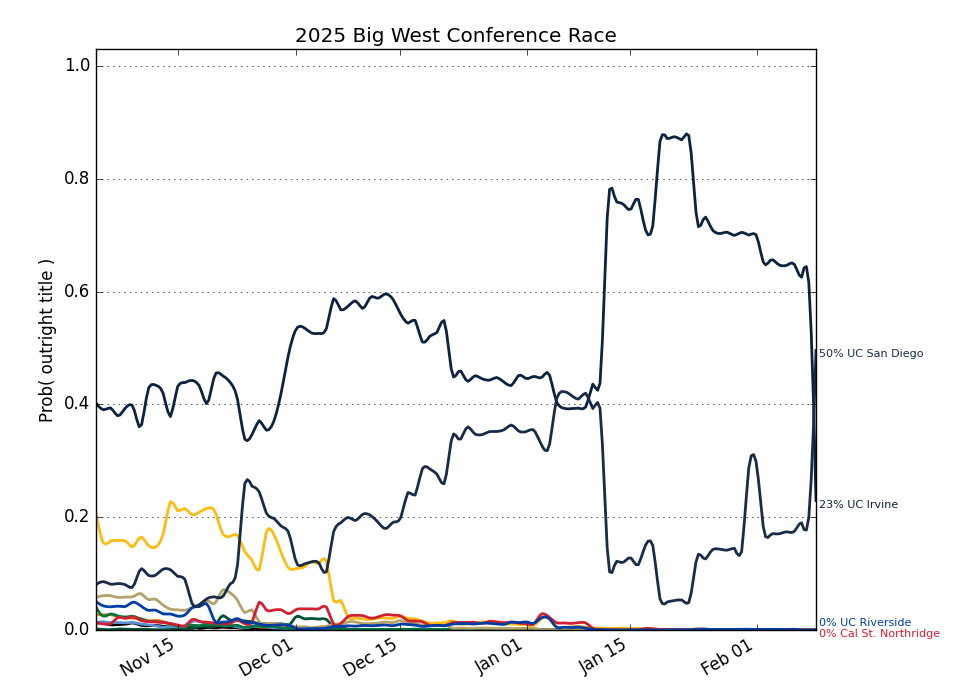 2025 Big West Conference Race
Prob( outright title )
1.0
0.8
0.6
0.4
0.2
0.0
Nov 15
Dec 01
Dec 15
Jan 01
Jan 15
Feb 01
50% UC San Diego
23% UC Irvine
0% UC Riverside
0% Cal St. Northridge